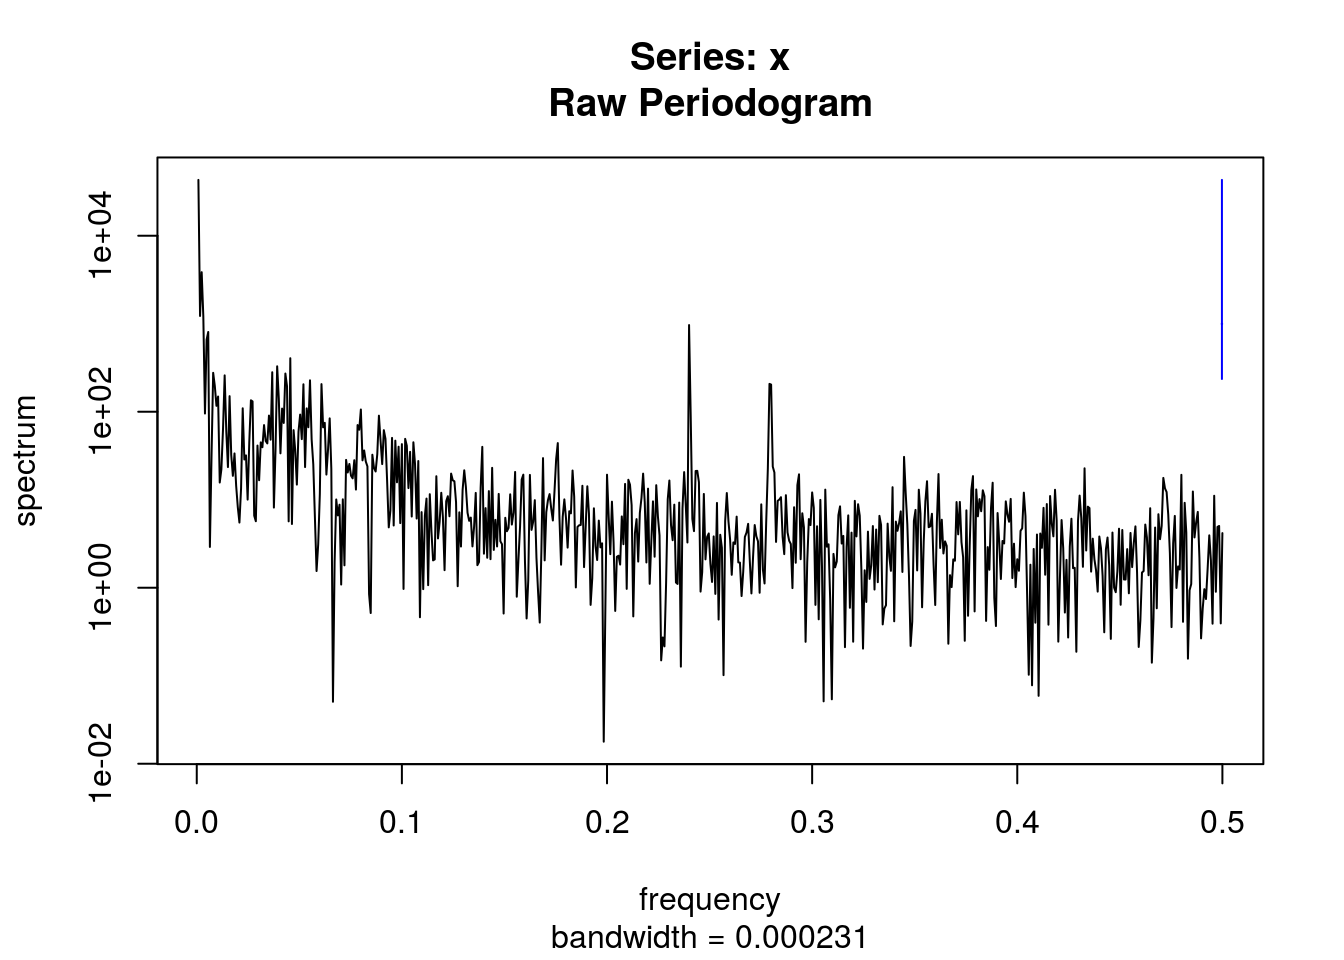 Series: x
Raw Periodogram
spectrum
1e+04
1e+02
1e+00
1e-02
0.0 0.1 0.2 0.3 0.4 0.5
frequency
bandwidth = 0.000231